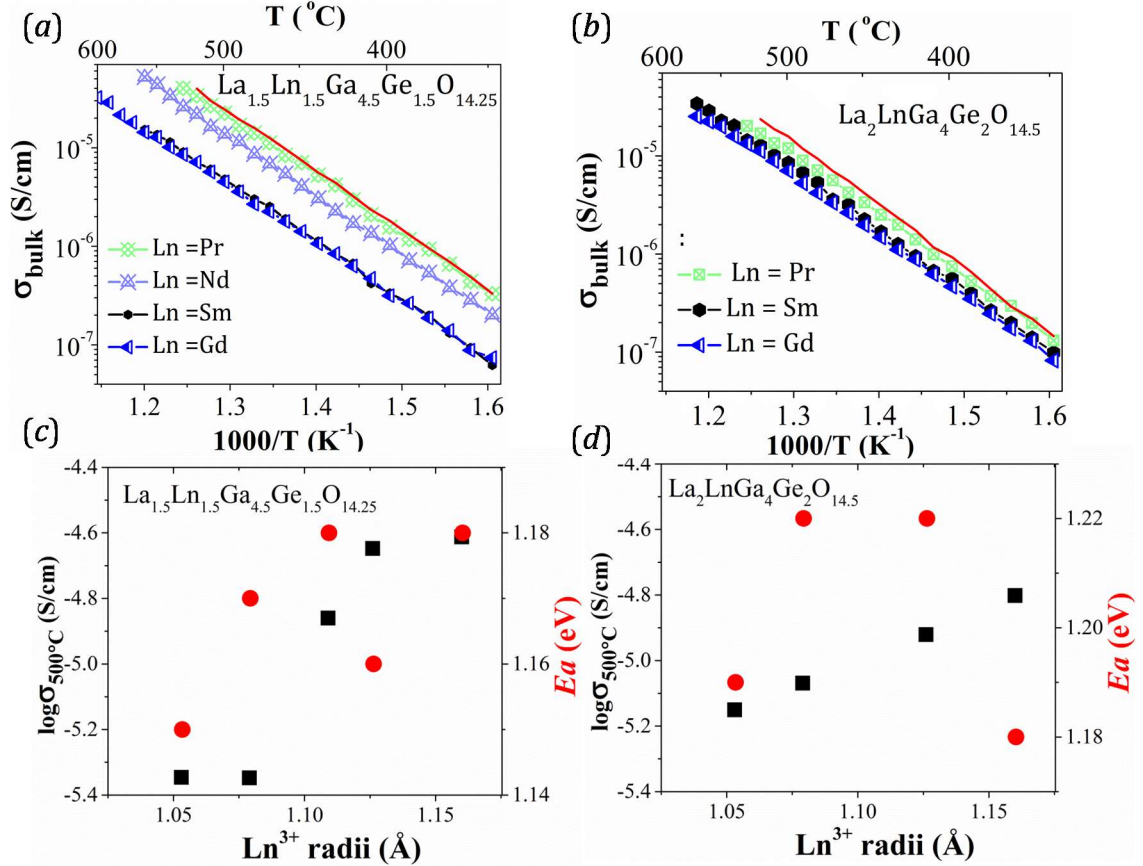 (a)
T (°C)
600 500 400
La1.5Ln1.5Ga4.5Ge1.5O14.25
10-5
10-6
10-7
σbulk (S/cm)
Ln =Pr
Ln =Nd
Ln =Sm
Ln =Gd
1.2 1.3 1.4 1.5 1.6
1000/T (K-1)
(b)
T (°C)
600 500 400
La2LnGa4Ge2O14.5
10-5
10-6
10-7
σbulk (S/cm)
:
Ln = Pr
Ln = Sm
Ln = Gd
1.2 1.3 1.4 1.5 1.6
1000/T (K-1)
(c)
La1.5Ln1.5Ga4.5Ge1.5O14.25
-4.4
-4.6
-4.8
-5.0
-5.2
-5.4
logσ500°C (S/cm)
1.18
1.16
1.14
Ea (eV)
1.05 1.10 1.15
Ln3+ radii (Å)
(d)
La2LnGa4Ge2O14.5
-4.4
-4.6
-4.8
-5.0
-5.2
-5.4
logσ500°C (S/cm)
1.22
1.20
1.18
Ea (eV)
1.05 1.10 1.15
Ln3+ radii (Å)